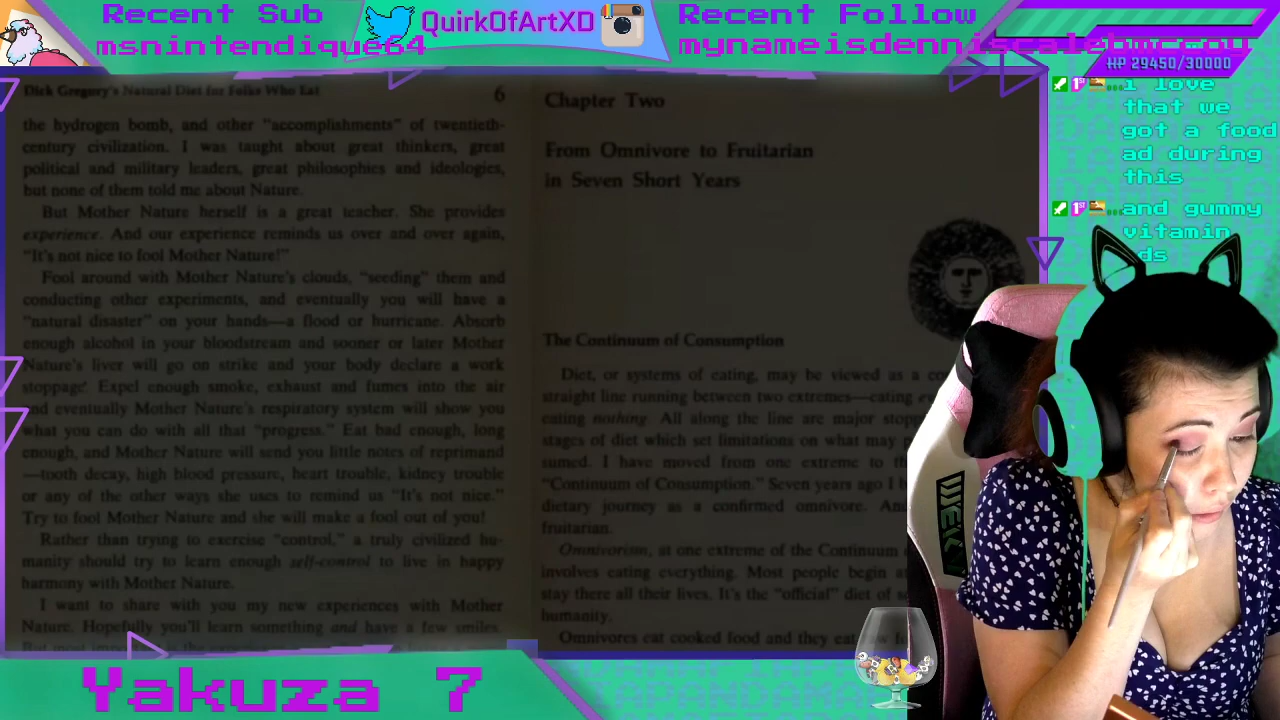 Recent Sub
msnintendique64
QuirkOfArtXD
Recent Follow
HP 29450/30000
i love
that we
got a food
ad during
this
and gummy
vitamin
ds
Dick Gregory's Natural Diet for Folks Who Eat
6
the hydrogen bomb, and other "accomplishments" of twentieth-
century civilization. I was taught about great thinkers, great
political and military leaders, great philosophies and ideologies,
but none of them told me about Nature.
But Mother Nature herself is a great teacher. She provides
experience. And our experience reminds us over and over again,
"It's not nice to fool Mother Nature!"
Fool around with Mother Nature's clouds, "seeding" them and
conducting other experiments, and eventually you will have a
"natural disaster" on your hands—a flood or hurricane. Absorb
enough alcohol in your bloodstream and sooner or later Mother
Nature's liver will go on strike and your body declare a work
stoppage! Expel enough smoke, exhaust and fumes into the air
and eventually Mother Nature's respiratory system will show you
what you can do with all that "progress." Eat bad enough, long
enough, and Mother Nature will send you little notes of reprimand
—tooth decay, high blood pressure, heart trouble, kidney trouble
or any of the other ways she uses to remind us "It's not nice."
Try to fool Mother Nature and she will make a fool out of you!
Rather than trying to exercise "control," a truly civilized hu-
manity should try to learn enough self-control to live in happy
harmony with Mother Nature.
I want to share with you my new experiences with Mother
Nature. Hopefully you'll learn something and have a few smiles.
Chapter Two
From Omnivore to Fruitarian
in Seven Short Years
The Continuum of Consumption
Diet, or systems of eating, may be viewed as a
straight line running between two extremes—eating
eating nothing. All along the line are major
stages of diet which set limitations on what may
sumed. I have moved from one extreme to
"Continuum of Consumption." Seven years ago I
dietary journey as a confirmed omnivore.
fruitarian.
Omnivorism, at one extreme of the Continuum
involves eating everything. Most people begin
stay there all their lives. It's the "official" diet of
humanity.
Omnivores eat cooked food and they eat
Yakuza 7